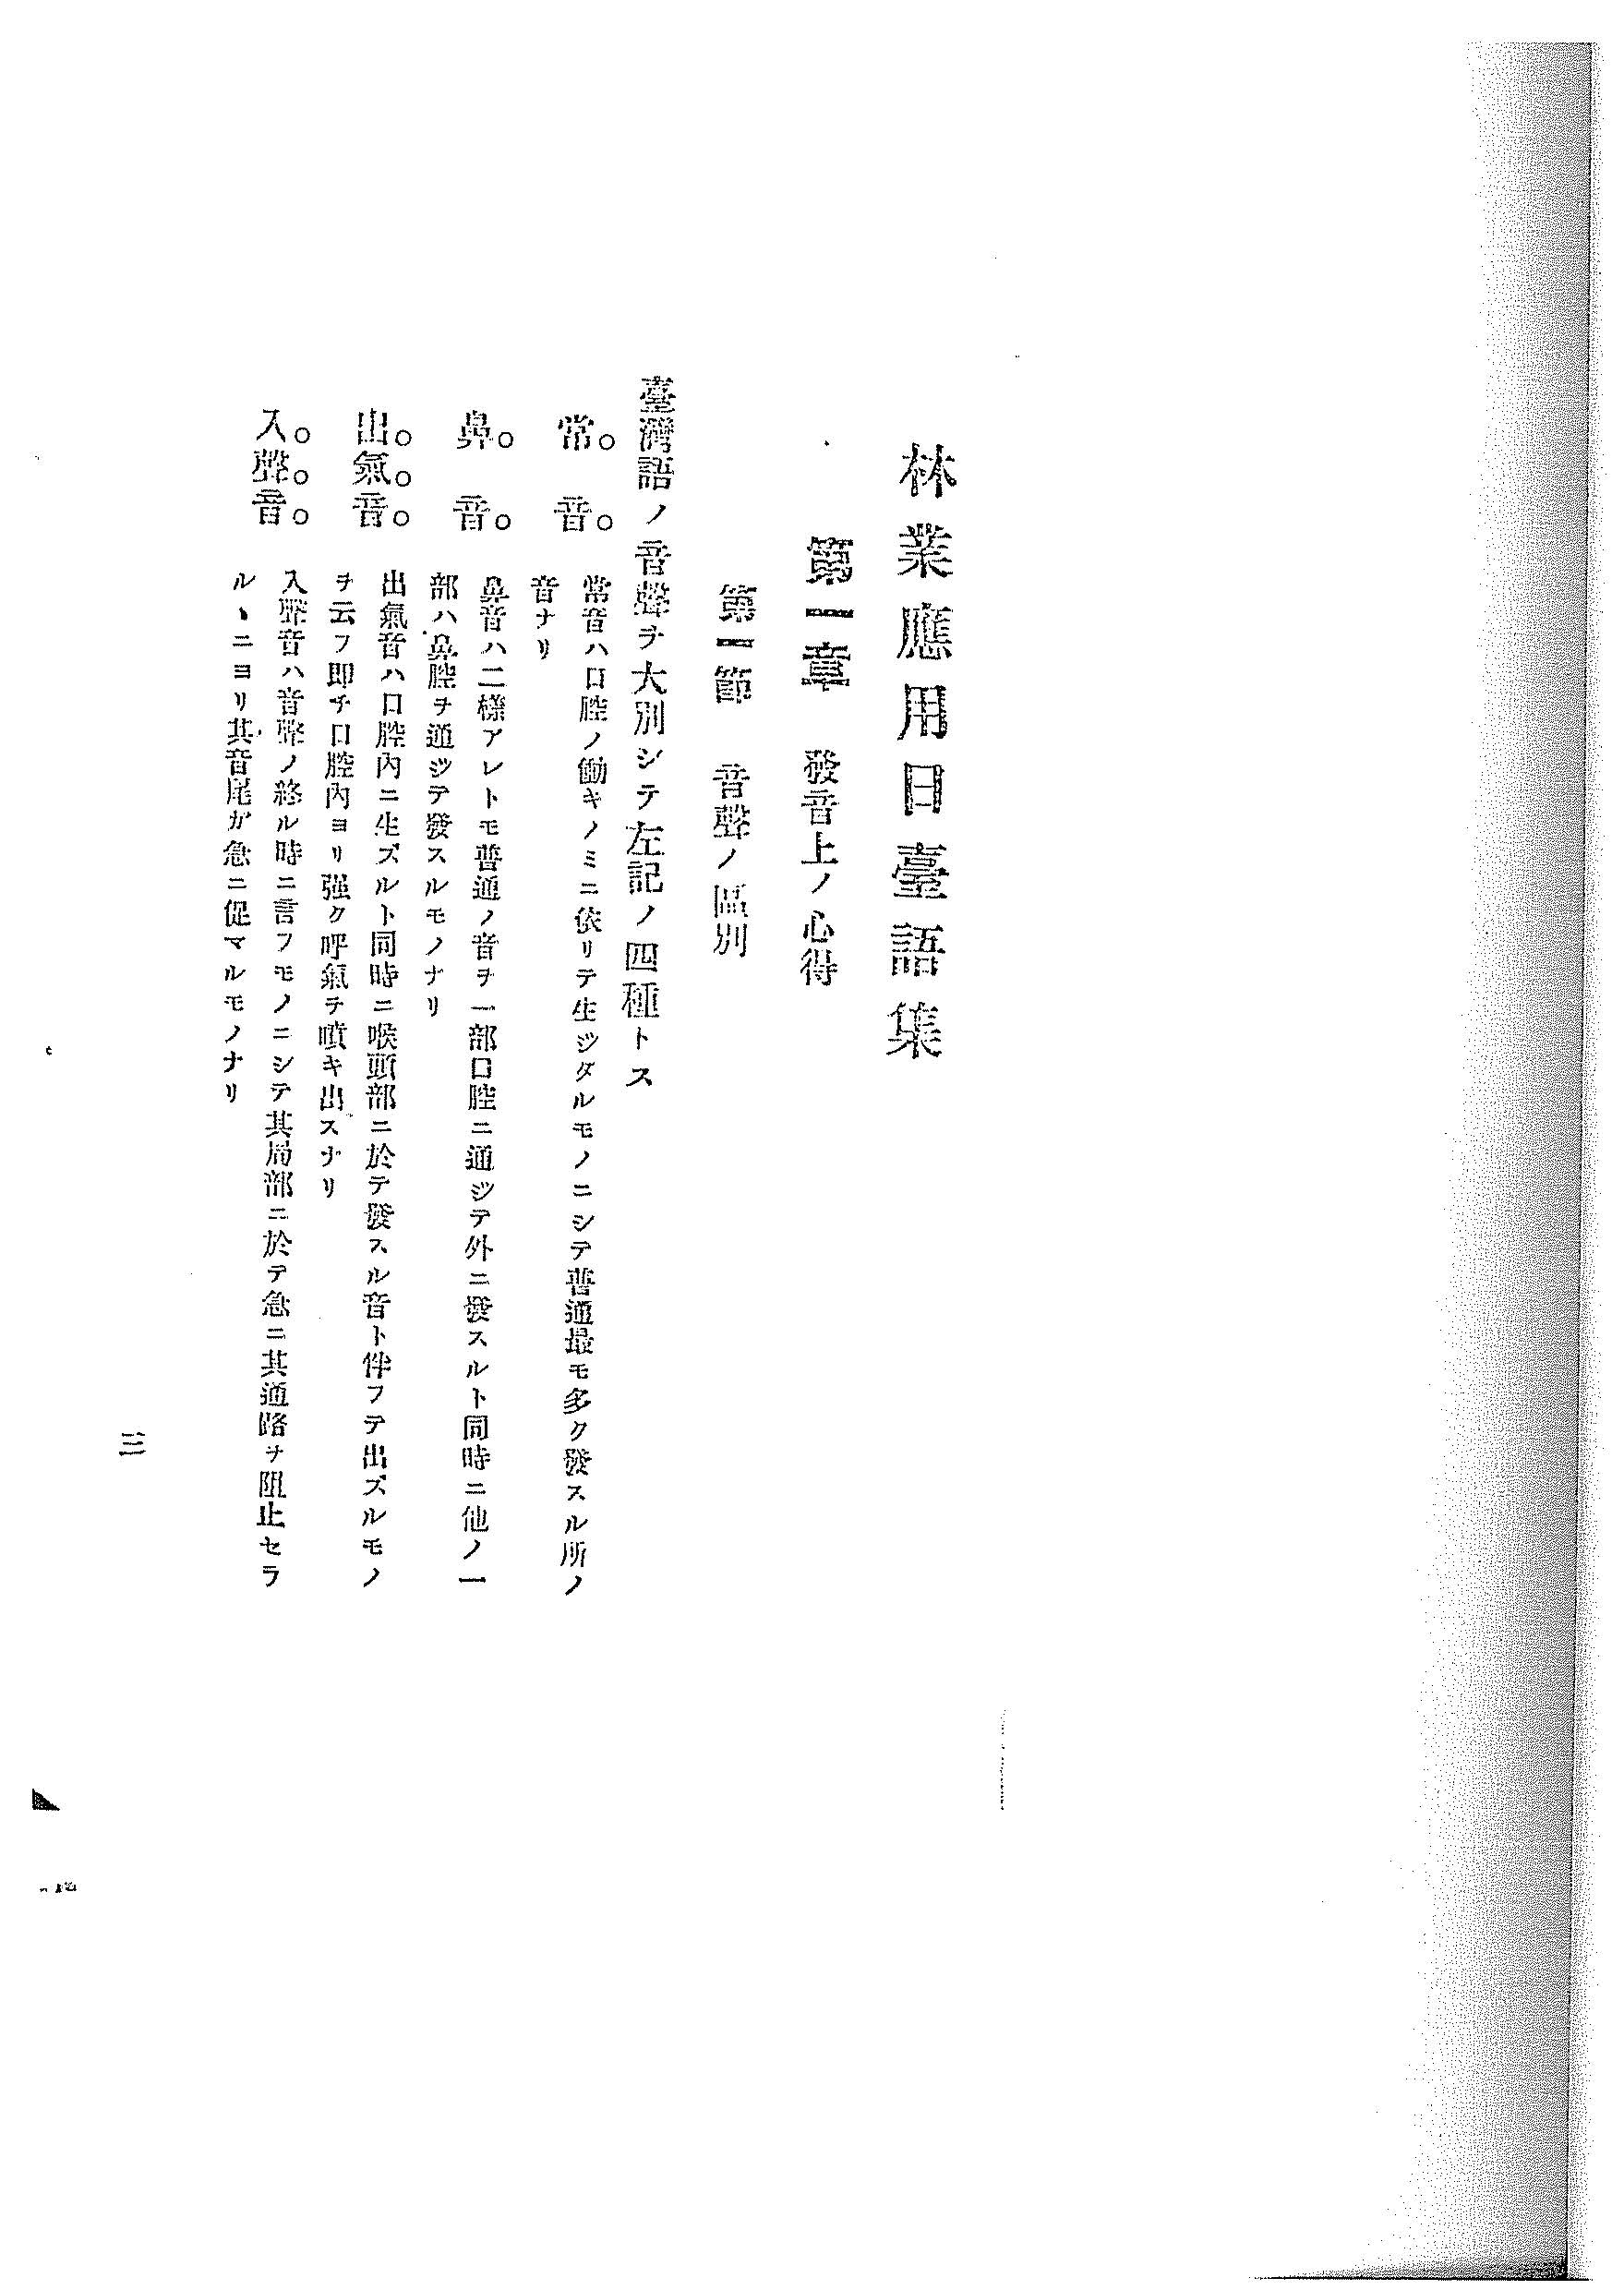 林業應用日臺語集
第一章　發音上ノ心得
第一節　音聲ノ區別
臺灣語ノ音聲ヲ大別シテ左記ノ四種トス
常音　常音ハ口腔ノ働キノミニ依リテ生ジタルモノニシテ普通最モ多ク發スル所ノ
音ナリ
鼻音　鼻音ハ二樣アレトモ普通ノ音ヲ一部口腔ニ通ジテ外ニ發スルト同時ニ他ノ一
部ハ鼻腔ヲ通ジテ發スルモノナリ
出氣音　出氣音ハ口腔內ニ生ズルト同時ニ喉頭部ニ於テ發スル音ト伴フテ出ズルモノ
ヲ云フ卽チ口腔內ヨリ强ク呼氣ヲ噴キ出スナリ
入聲音　入聲音ハ音聲ノ終ル時ニ言フモノニシテ其局部ニ於テ急ニ其通路ヲ阻止セラ
ルヽニヨリ其音尾ガ急ニ促マルモノナリ
三